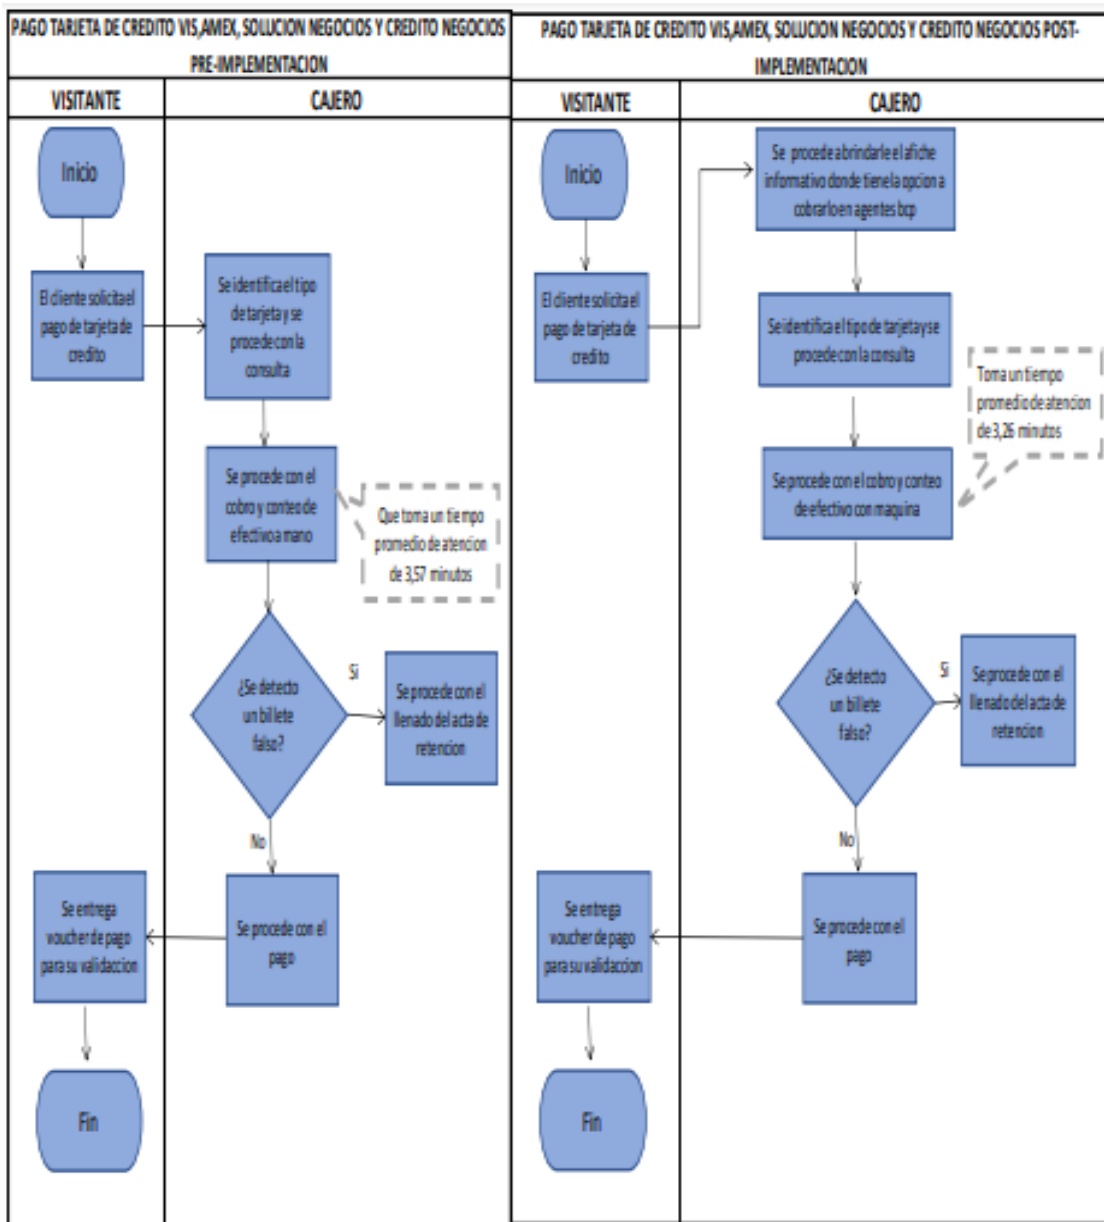 PAGO TARJETA DE CREDITO VIS,AMEX, SOLUCION NEGOCIOS Y CREDITO NEGOCIOS
PRE-IMPLEMENTACION
VISITANTE
CAJERO
Inicio
El cliente solicita el
pago de tarjeta de
credito
Se identifica el tipo
de tarjeta y se
procede con la
consulta
Se procede con el
cobro y conteo de
efectivo a mano
Que toma un tiempo
promedio de atencion
de 3,57 minutos
¿Se detecto
un billete
falso?
Si
Se procede con el
llenado del acta de
retencion
No
Se procede con el
pago
Se entrega
voucher de pago
para su validaccion
Fin
PAGO TARJETA DE CREDITO VIS,AMEX, SOLUCION NEGOCIOS Y CREDITO NEGOCIOS POST-
IMPLEMENTACION
VISITANTE
CAJERO
Inicio
El cliente solicita el
pago de tarjeta de
credito
Se procede a brindarle el afiche
informativo donde tiene la opcion a
cobrarlo en agentes bcp
Se identifica el tipo de tarjeta y se
procede con la consulta
Toma un tiempo
promedio de atencion
de 3,26 minutos
Se procede con el cobro y conteo
de efectivo con maquina
¿Se detecto
un billete
falso?
Si
Se procede con el
llenado del acta de
retencion
No
Se procede con el
pago
Se entrega
voucher de pago
para su validaccion
Fin